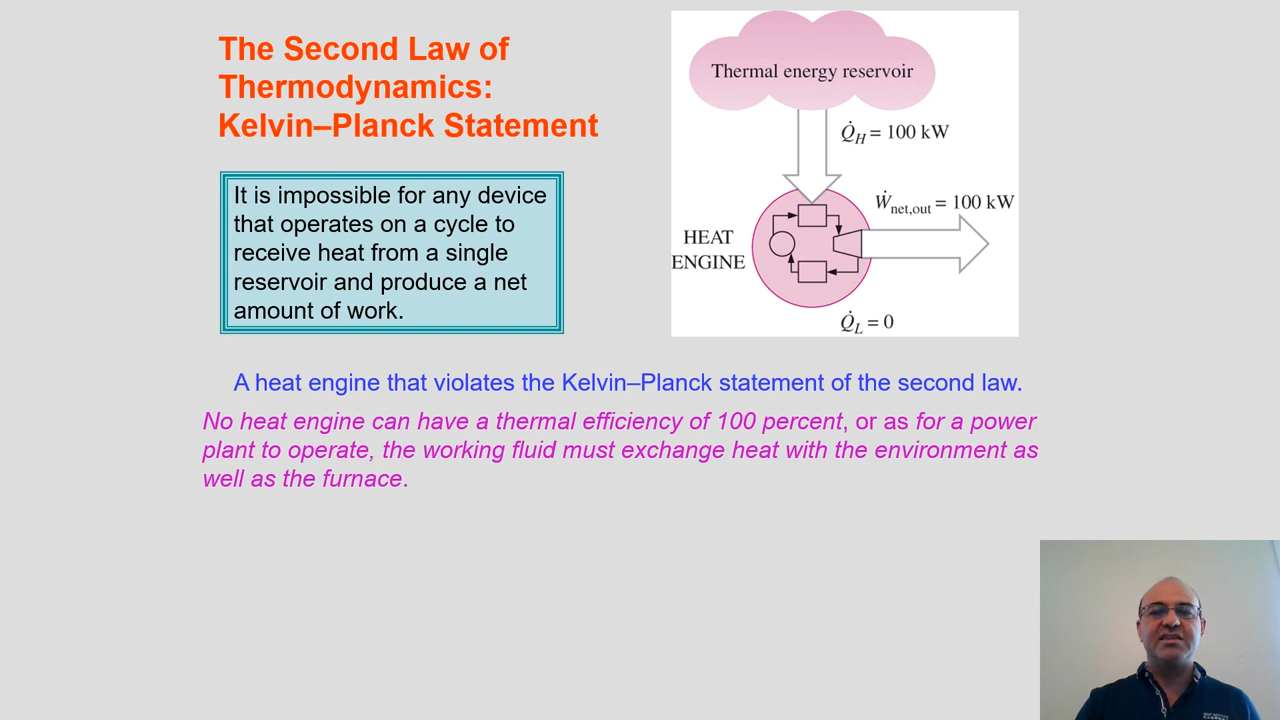 The Second Law of
Thermodynamics:
Kelvin–Planck Statement
It is impossible for any device
that operates on a cycle to
receive heat from a single
reservoir and produce a net
amount of work.
Thermal energy reservoir
Q̇H = 100 kW
Ẇnet,out = 100 kW
HEAT
ENGINE
Q̇L = 0
A heat engine that violates the Kelvin–Planck statement of the second law.
No heat engine can have a thermal efficiency of 100 percent, or as for a power
plant to operate, the working fluid must exchange heat with the environment as
well as the furnace.